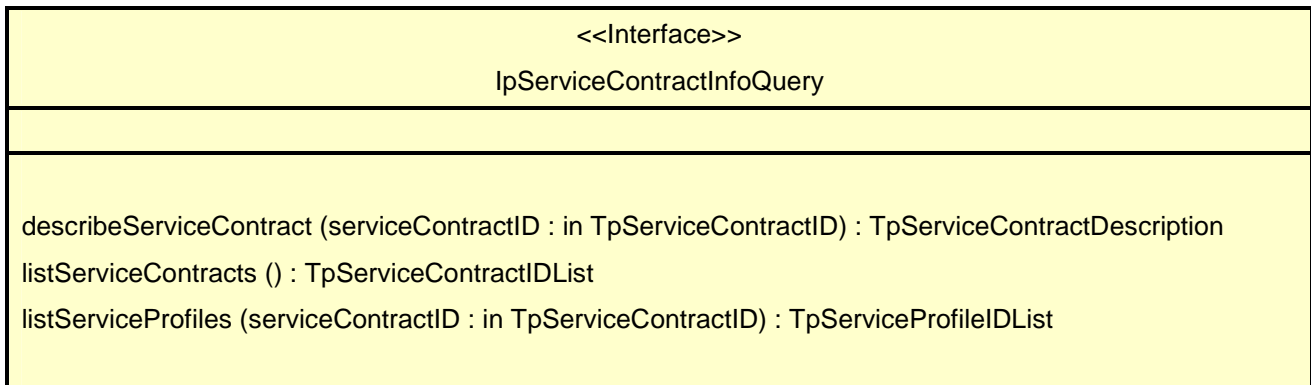 <<Interface>>
IpServiceContractInfoQuery
describeServiceContract (serviceContractID : in TpServiceContractID) : TpServiceContractDescription
listServiceContracts () : TpServiceContractIDList
listServiceProfiles (serviceContractID : in TpServiceContractID) : TpServiceProfileIDList